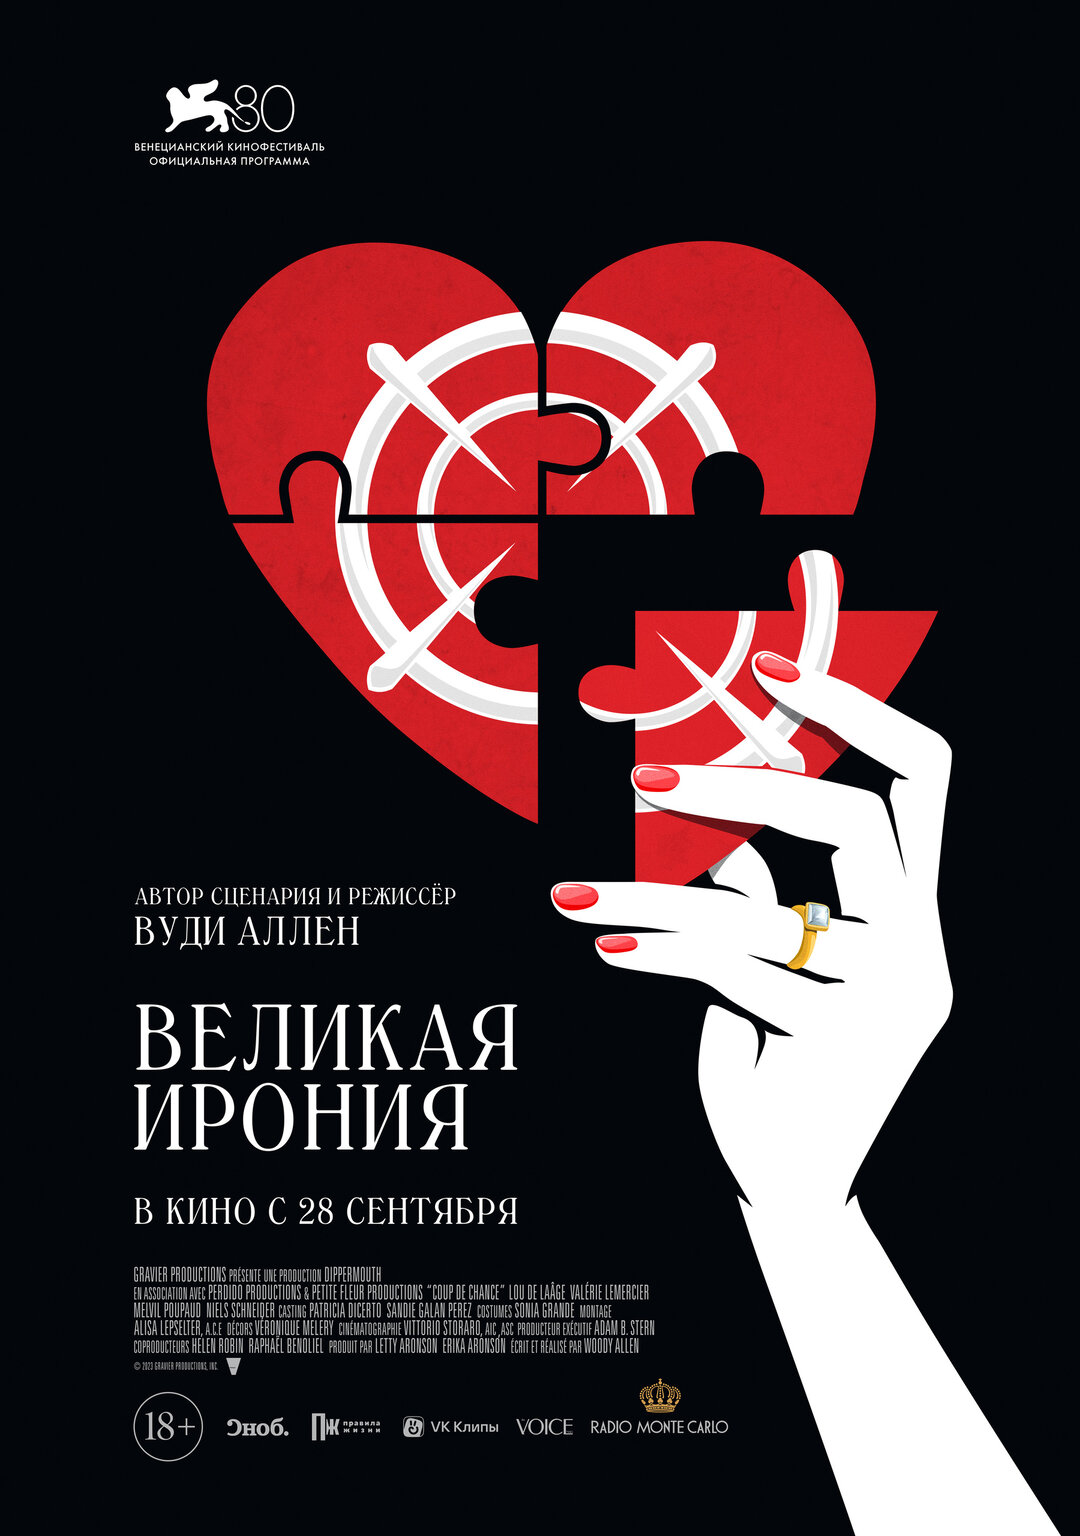 80
ВЕНЕЦИАНСКИЙ КИНОФЕСТИВАЛЬ
ОФИЦИАЛЬНАЯ ПРОГРАММА
АВТОР СЦЕНАРИЯ И РЕЖИССЁР
ВУДИ АЛЛЕН
ВЕЛИКАЯ
ИРОНИЯ
В КИНО С 28 СЕНТЯБРЯ
GRAVIER PRODUCTIONS PRÉSENTE UNE PRODUCTION DIPPERMOUTH
EN ASSOCIATION AVEC PERDIDO PRODUCTIONS & PETITE FLEUR PRODUCTIONS "COUP DE CHANCE" LOU DE LAÂGE VALÉRIE LEMERCIER
MELVIL POUPAUD NIELS SCHNEIDER CASTING PATRICIA DICERTO SANDIE GALAN PEREZ COSTUMES SONIA GRANDE MONTAGE
ALISA LEPSELTER, A.C.E DÉCORS VÉRONIQUE MELERY CINÉMATOGRAPHIE VITTORIO STORARO, AIC, ASC PRODUCTEUR EXÉCUTIF ADAM B. STERN
COPRODUCTEURS HELEN ROBIN RAPHAËL BENOLIEL PRODUIT PAR LETTY ARONSON ERIKA ARONSON ÉCRIT ET RÉALISÉ PAR WOODY ALLEN
© 2023 GRAVIER PRODUCTIONS, INC.
18+ Сноб. ПЖ правила жизни VK Клипы VOICE RADIO MONTE CARLO